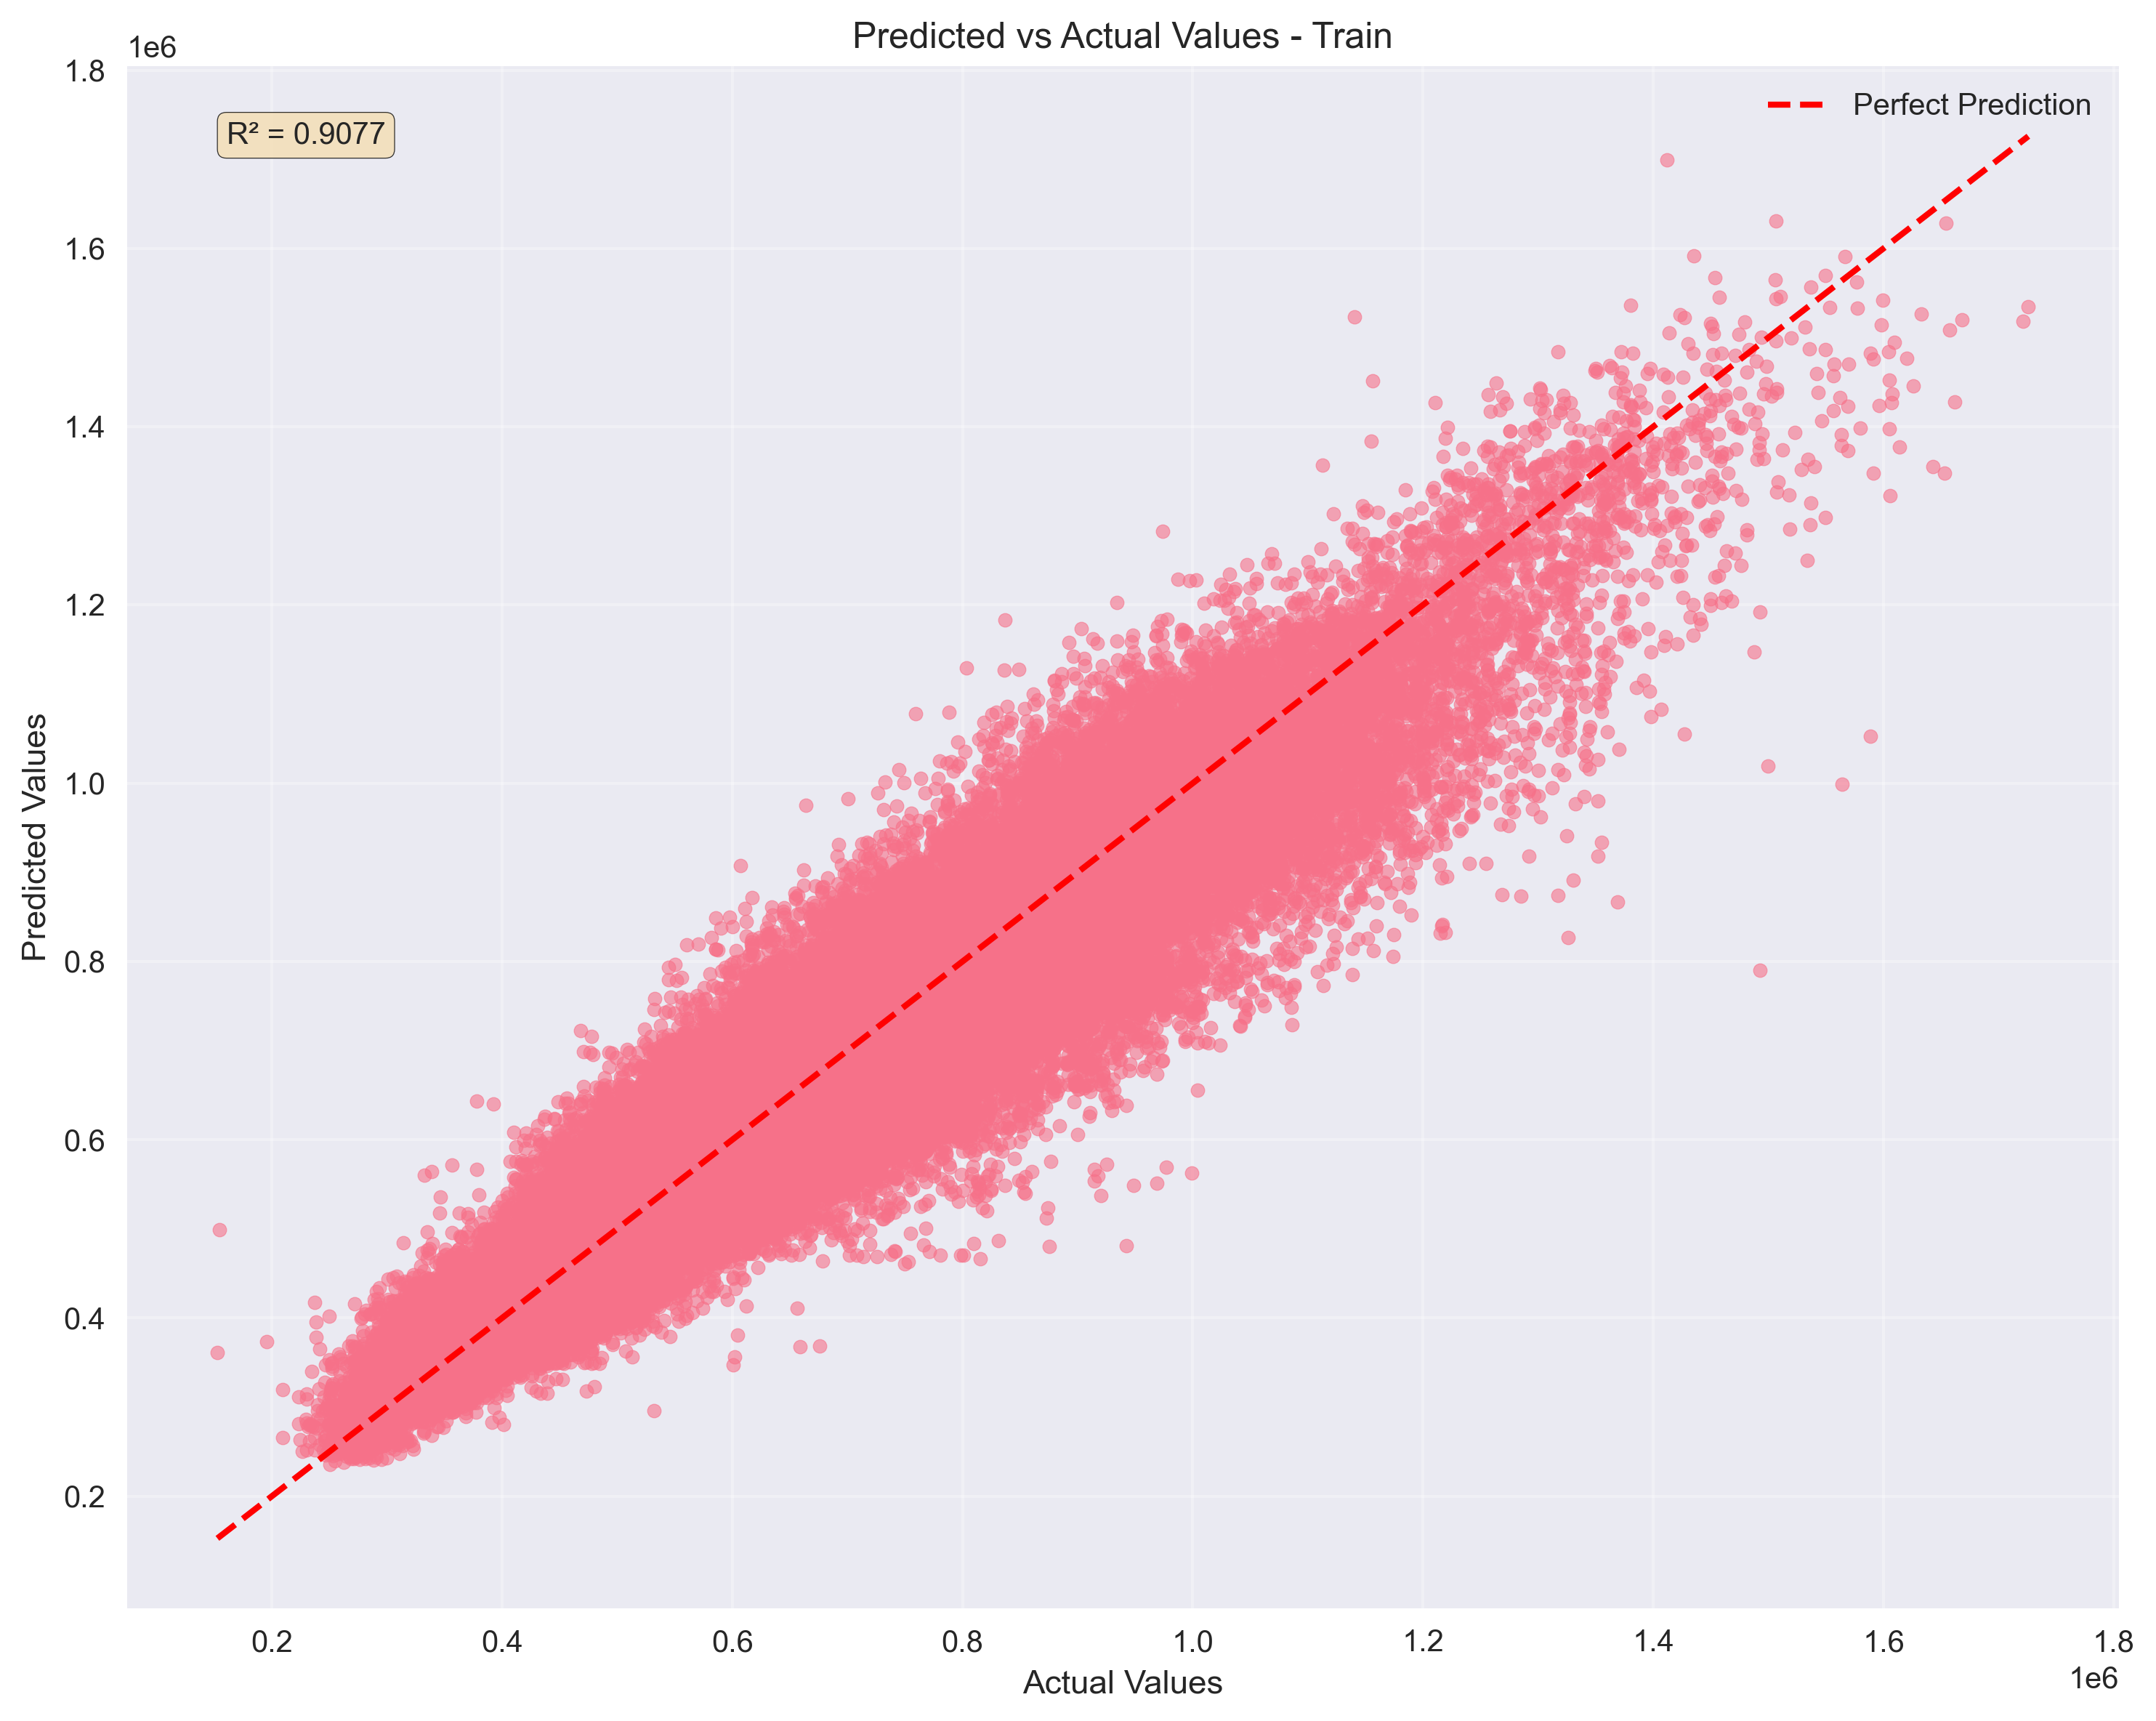 Predicted vs Actual Values - Train
1e6
R² = 0.9077
Perfect Prediction
1.8
1.6
1.4
1.2
1.0
0.8
0.6
0.4
0.2
Predicted Values
0.2 0.4 0.6 0.8 1.0 1.2 1.4 1.6 1.8
1e6
Actual Values